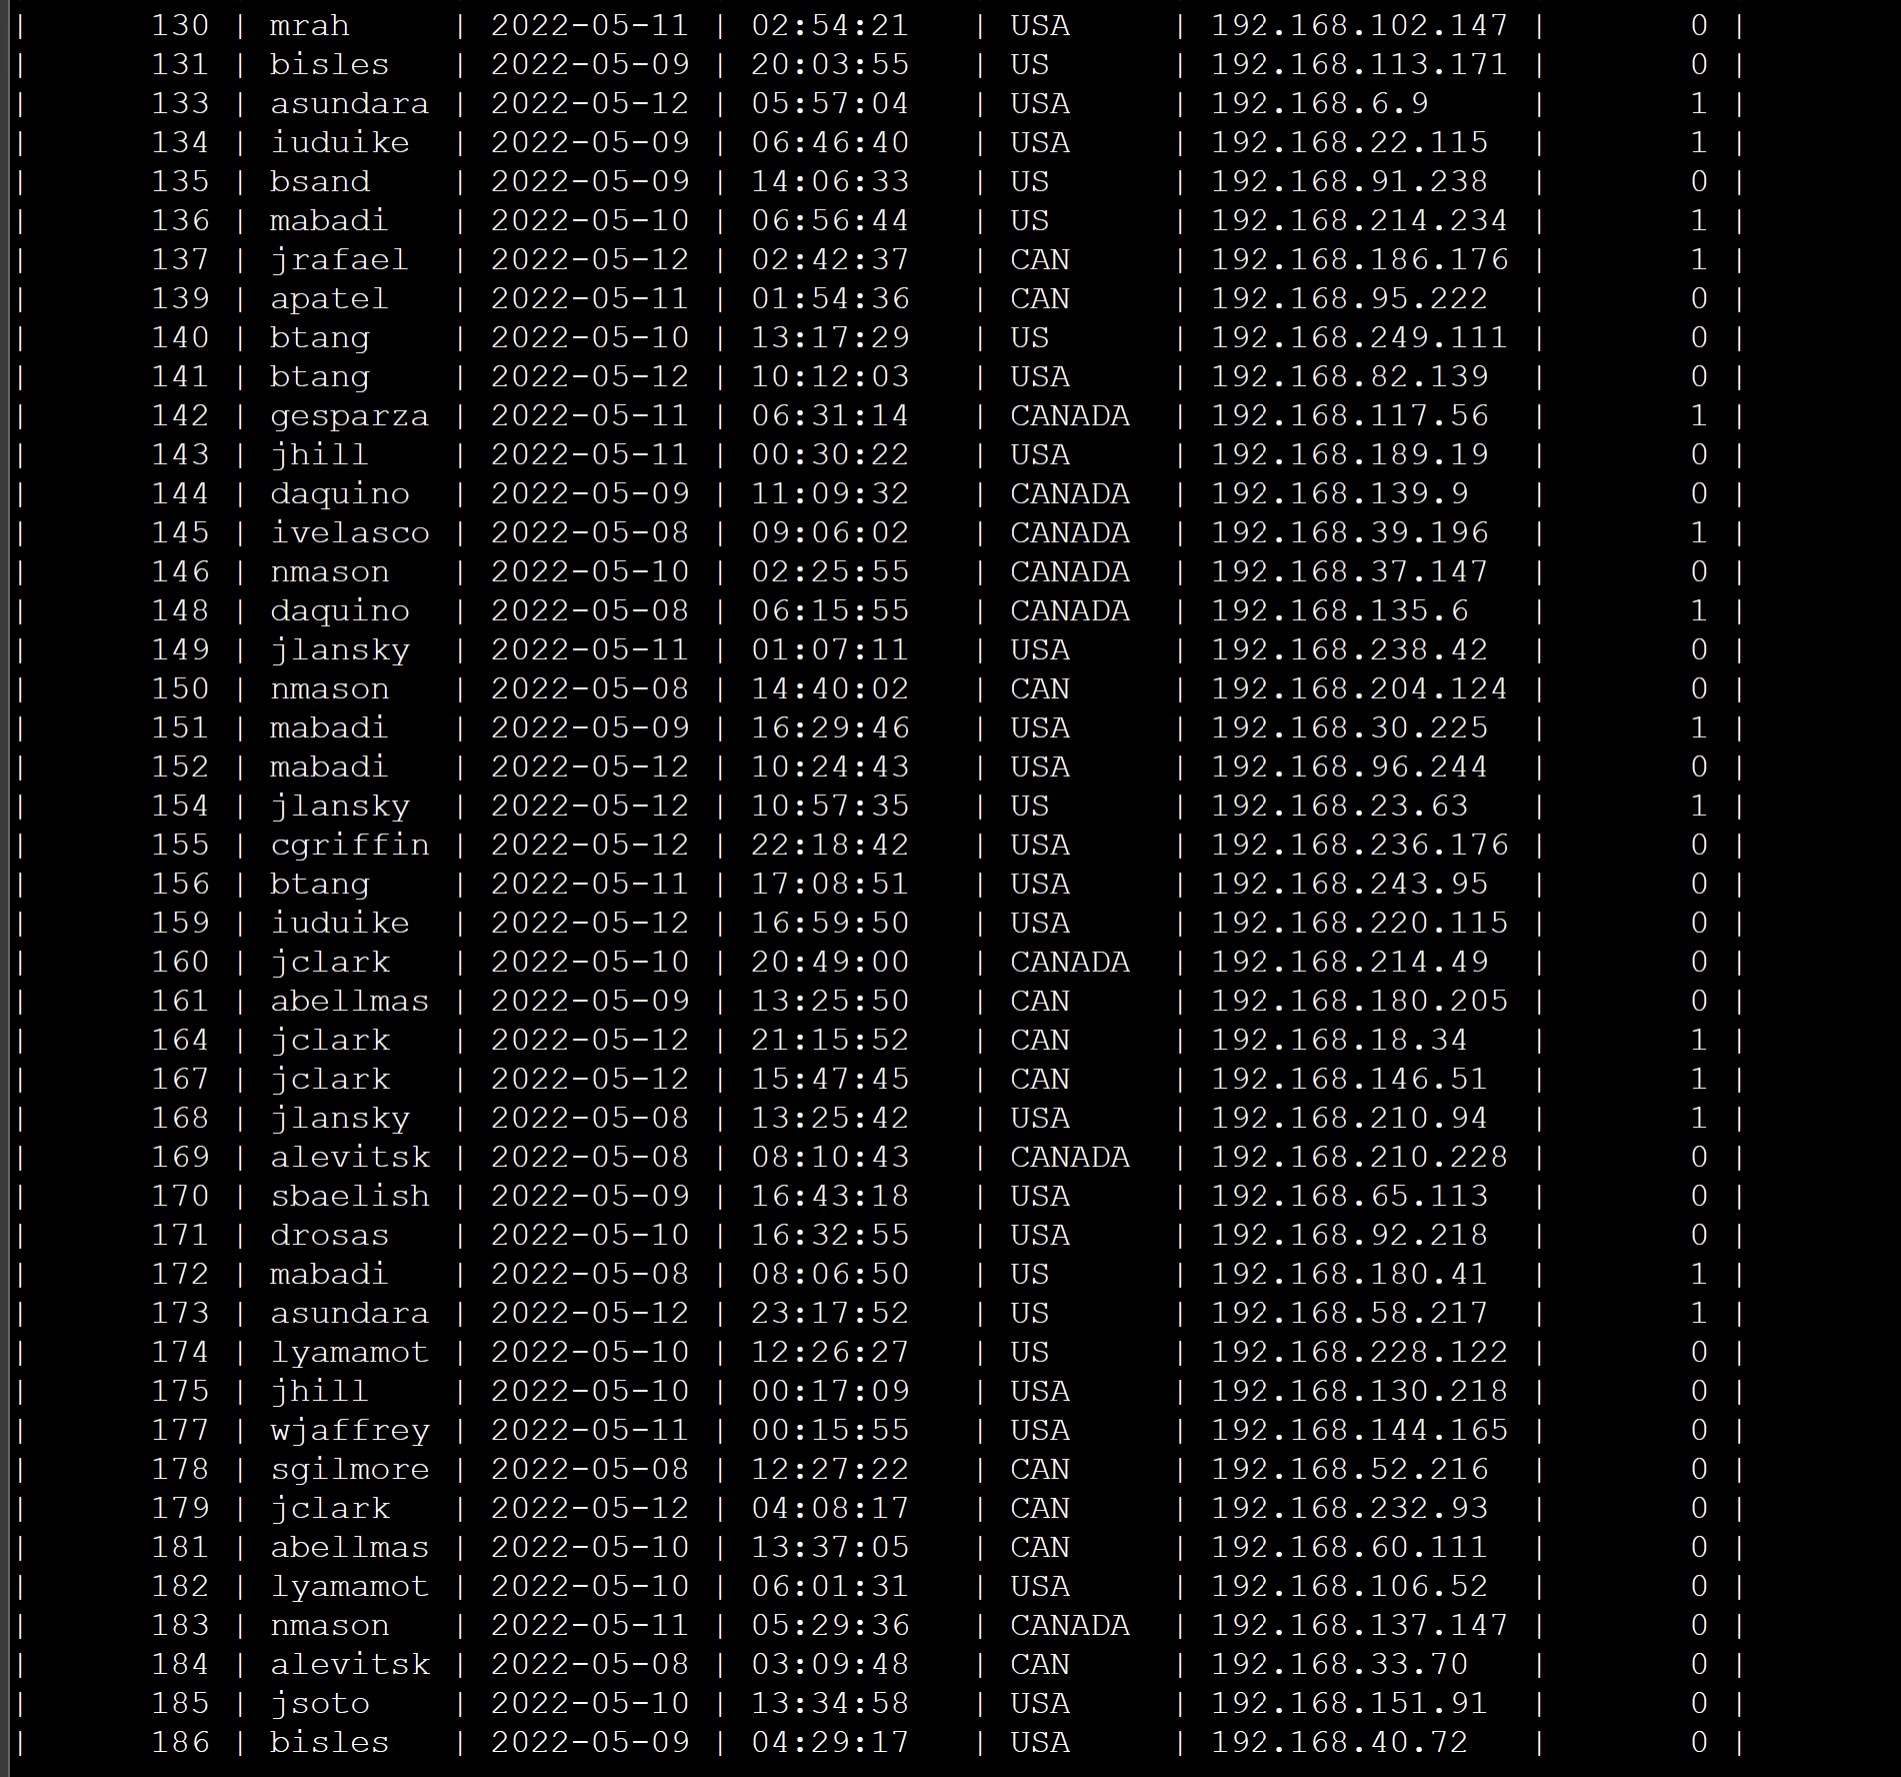 | 130 | mrah | 2022-05-11 | 02:54:21 | USA | 192.168.102.147 | 0 |
| 131 | bisles | 2022-05-09 | 20:03:55 | US | 192.168.113.171 | 0 |
| 133 | asundara | 2022-05-12 | 05:57:04 | USA | 192.168.6.9 | 1 |
| 134 | iuduike | 2022-05-09 | 06:46:40 | USA | 192.168.22.115 | 1 |
| 135 | bsand | 2022-05-09 | 14:06:33 | US | 192.168.91.238 | 0 |
| 136 | mabadi | 2022-05-10 | 06:56:44 | US | 192.168.214.234 | 1 |
| 137 | jrafael | 2022-05-12 | 02:42:37 | CAN | 192.168.186.176 | 1 |
| 139 | apatel | 2022-05-11 | 01:54:36 | CAN | 192.168.95.222 | 0 |
| 140 | btang | 2022-05-10 | 13:17:29 | US | 192.168.249.111 | 0 |
| 141 | btang | 2022-05-12 | 10:12:03 | USA | 192.168.82.139 | 0 |
| 142 | gesparza | 2022-05-11 | 06:31:14 | CANADA | 192.168.117.56 | 1 |
| 143 | jhill | 2022-05-11 | 00:30:22 | USA | 192.168.189.19 | 0 |
| 144 | daquino | 2022-05-09 | 11:09:32 | CANADA | 192.168.139.9 | 0 |
| 145 | ivelasco | 2022-05-08 | 09:06:02 | CANADA | 192.168.39.196 | 1 |
| 146 | nmason | 2022-05-10 | 02:25:55 | CANADA | 192.168.37.147 | 0 |
| 148 | daquino | 2022-05-08 | 06:15:55 | CANADA | 192.168.135.6 | 1 |
| 149 | jlansky | 2022-05-11 | 01:07:11 | USA | 192.168.238.42 | 0 |
| 150 | nmason | 2022-05-08 | 14:40:02 | CAN | 192.168.204.124 | 0 |
| 151 | mabadi | 2022-05-09 | 16:29:46 | USA | 192.168.30.225 | 1 |
| 152 | mabadi | 2022-05-12 | 10:24:43 | USA | 192.168.96.244 | 0 |
| 154 | jlansky | 2022-05-12 | 10:57:35 | US | 192.168.23.63 | 1 |
| 155 | cgriffin | 2022-05-12 | 22:18:42 | USA | 192.168.236.176 | 0 |
| 156 | btang | 2022-05-11 | 17:08:51 | USA | 192.168.243.95 | 0 |
| 159 | iuduike | 2022-05-12 | 16:59:50 | USA | 192.168.220.115 | 0 |
| 160 | jclark | 2022-05-10 | 20:49:00 | CANADA | 192.168.214.49 | 0 |
| 161 | abellmas | 2022-05-09 | 13:25:50 | CAN | 192.168.180.205 | 0 |
| 164 | jclark | 2022-05-12 | 21:15:52 | CAN | 192.168.18.34 | 1 |
| 167 | jclark | 2022-05-12 | 15:47:45 | CAN | 192.168.146.51 | 1 |
| 168 | jlansky | 2022-05-08 | 13:25:42 | USA | 192.168.210.94 | 1 |
| 169 | alevitsk | 2022-05-08 | 08:10:43 | CANADA | 192.168.210.228 | 0 |
| 170 | sbaelish | 2022-05-09 | 16:43:18 | USA | 192.168.65.113 | 0 |
| 171 | drosas | 2022-05-10 | 16:32:55 | USA | 192.168.92.218 | 0 |
| 172 | mabadi | 2022-05-08 | 08:06:50 | US | 192.168.180.41 | 1 |
| 173 | asundara | 2022-05-12 | 23:17:52 | US | 192.168.58.217 | 1 |
| 174 | lyamamot | 2022-05-10 | 12:26:27 | US | 192.168.228.122 | 0 |
| 175 | jhill | 2022-05-10 | 00:17:09 | USA | 192.168.130.218 | 0 |
| 177 | wjaffrey | 2022-05-11 | 00:15:55 | USA | 192.168.144.165 | 0 |
| 178 | sgilmore | 2022-05-08 | 12:27:22 | CAN | 192.168.52.216 | 0 |
| 179 | jclark | 2022-05-12 | 04:08:17 | CAN | 192.168.232.93 | 0 |
| 181 | abellmas | 2022-05-10 | 13:37:05 | CAN | 192.168.60.111 | 0 |
| 182 | lyamamot | 2022-05-10 | 06:01:31 | USA | 192.168.106.52 | 0 |
| 183 | nmason | 2022-05-11 | 05:29:36 | CANADA | 192.168.137.147 | 0 |
| 184 | alevitsk | 2022-05-08 | 03:09:48 | CAN | 192.168.33.70 | 0 |
| 185 | jsoto | 2022-05-10 | 13:34:58 | USA | 192.168.151.91 | 0 |
| 186 | bisles | 2022-05-09 | 04:29:17 | USA | 192.168.40.72 | 0 |